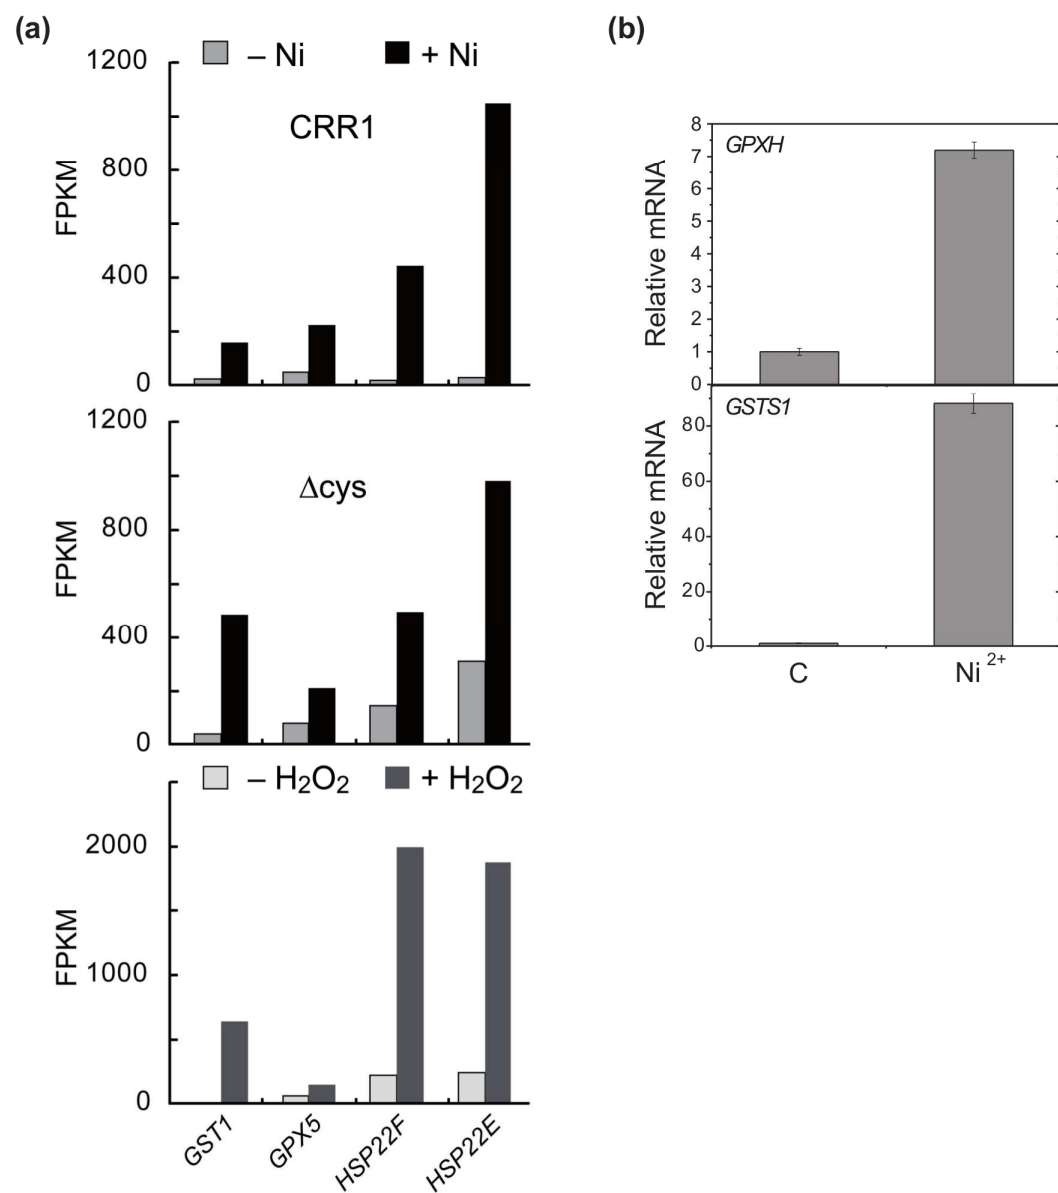 (a)
– Ni + Ni
1200
800
400
0
FPKM
CRR1
1200
800
400
0
FPKM
Δcys
– H₂O₂ + H₂O₂
2000
1000
0
FPKM
GST1
GPX5
HSP22F
HSP22E
(b)
8
7
6
5
4
3
2
1
0
Relative mRNA
GPXH
80
60
40
20
0
Relative mRNA
GSTS1
C
Ni 2+